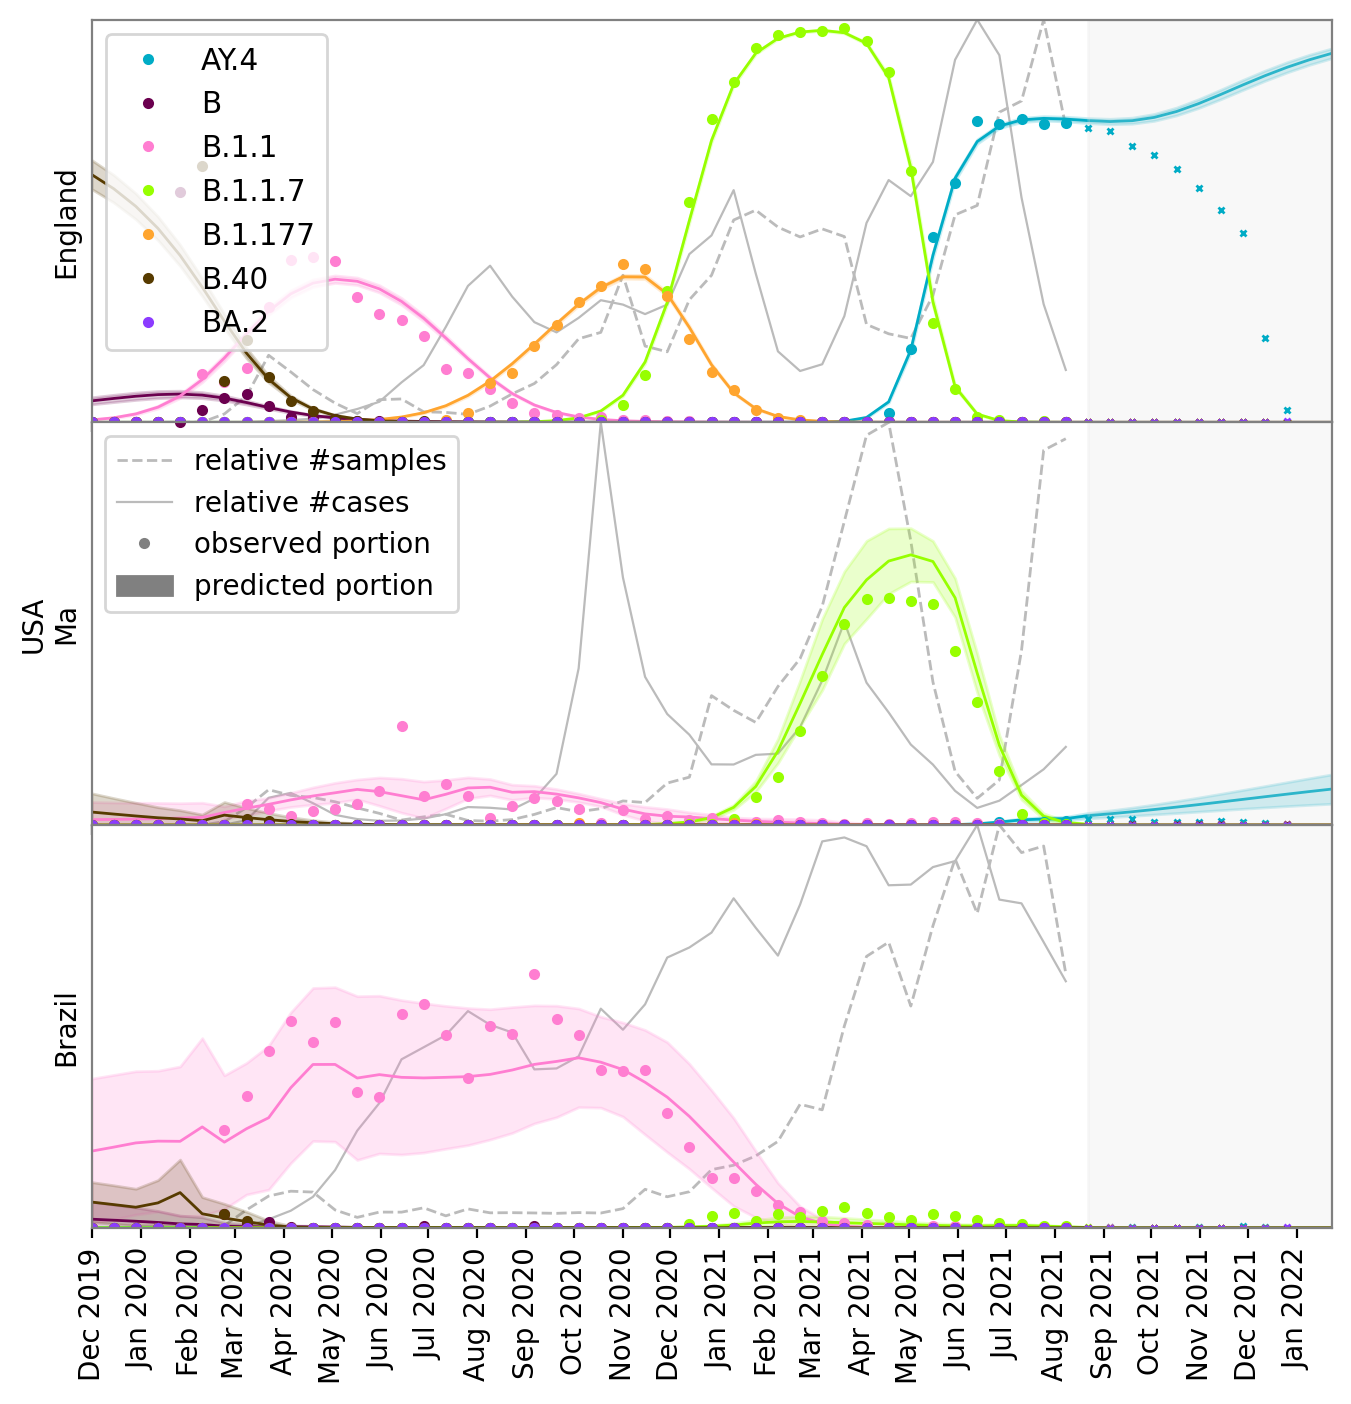 England
AY.4
B
B.1.1
B.1.1.7
B.1.177
B.40
BA.2
USA
Ma
relative #samples
relative #cases
observed portion
predicted portion
Brazil
Dec 2019
Jan 2020
Feb 2020
Mar 2020
Apr 2020
May 2020
Jun 2020
Jul 2020
Aug 2020
Sep 2020
Oct 2020
Nov 2020
Dec 2020
Jan 2021
Feb 2021
Mar 2021
Apr 2021
May 2021
Jun 2021
Jul 2021
Aug 2021
Sep 2021
Oct 2021
Nov 2021
Dec 2021
Jan 2022